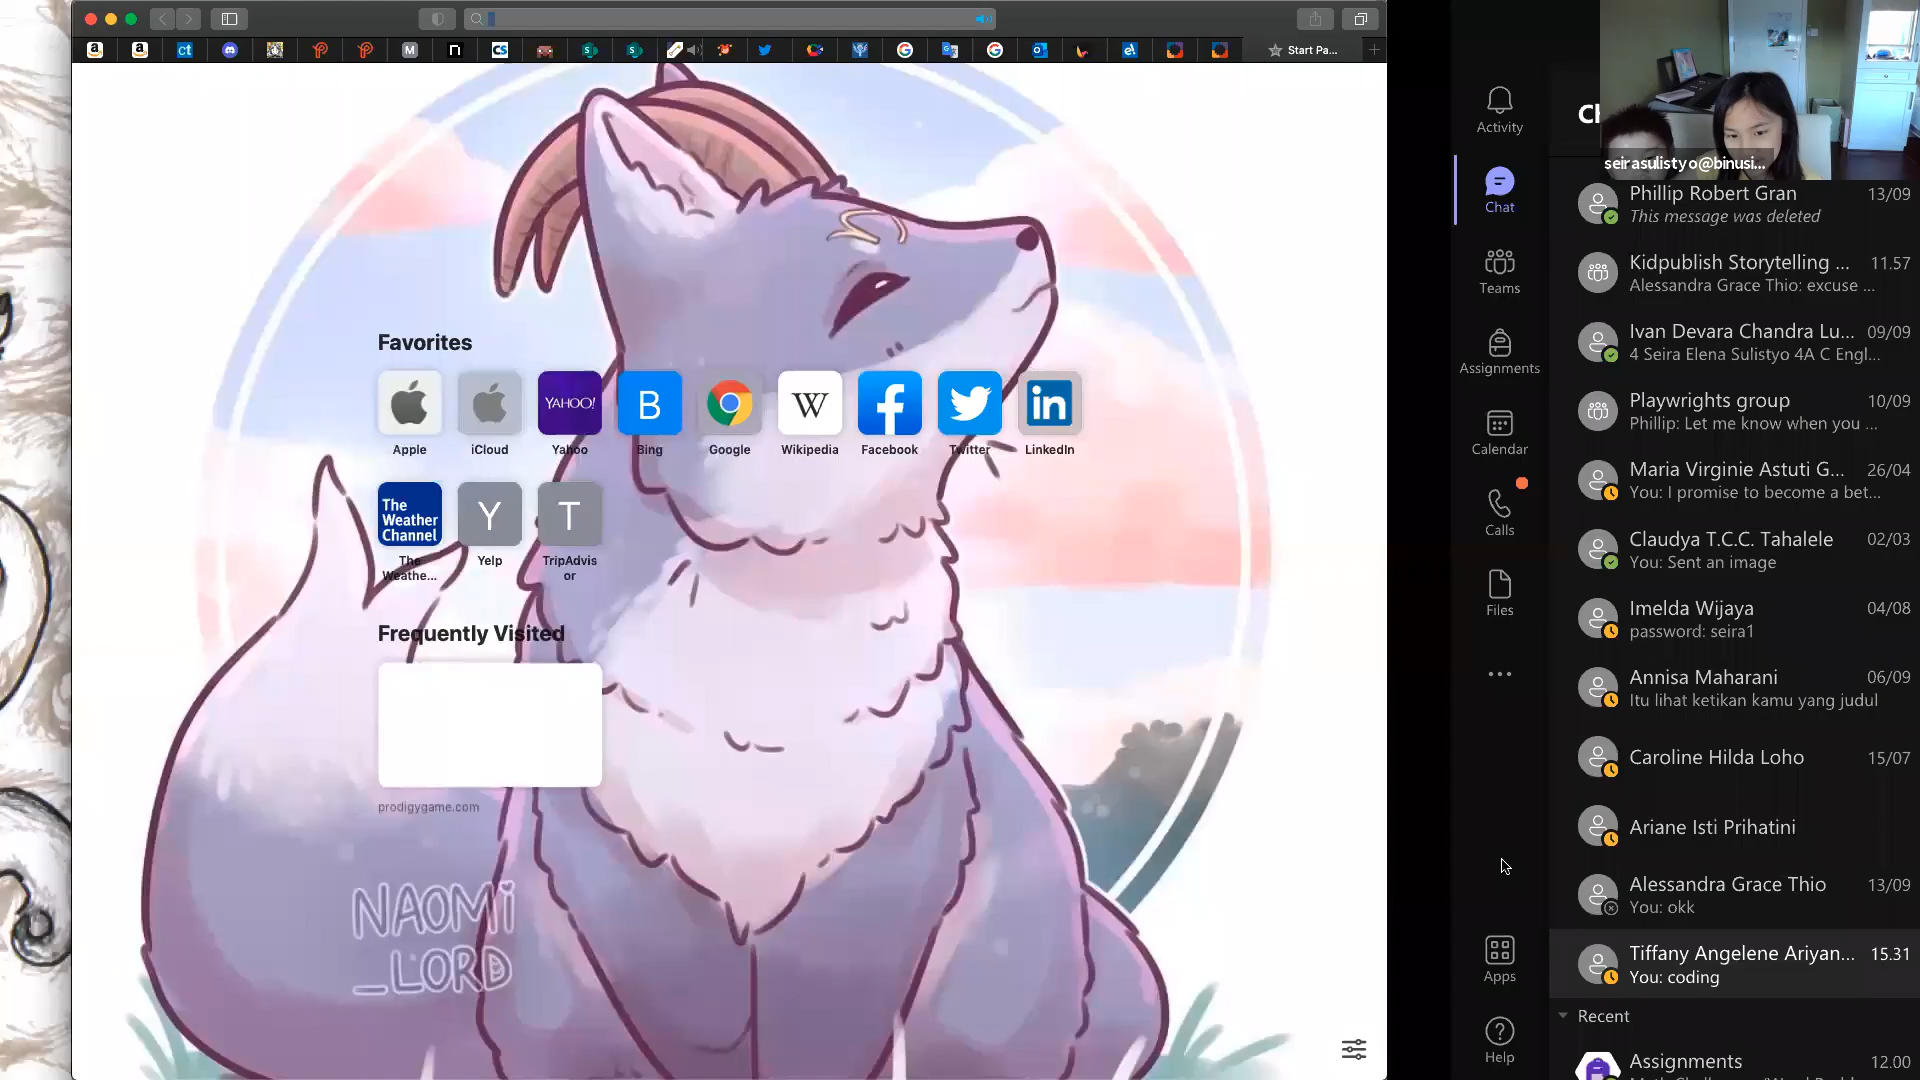 Start Pa...
Favorites
Apple
iCloud
YAHOO!
Yahoo
B
Bing
Google
W
Wikipedia
Facebook
Twitter
in
LinkedIn
The
Weather
Channel
The
Weathe...
Y
Yelp
T
TripAdvis
or
Frequently Visited
prodigygame.com
NAOMi
_LORD
Activity
Chat
Teams
Assignments
Calendar
Calls
Files
Apps
Help
seirasulistyo@binusi...
Phillip Robert Gran 13/09
This message was deleted
Kidpublish Storytelling ... 11.57
Alessandra Grace Thio: excuse ...
Ivan Devara Chandra Lu... 09/09
4 Seira Elena Sulistyo 4A C Engl...
Playwrights group 10/09
Phillip: Let me know when you ...
Maria Virginie Astuti G... 26/04
You: I promise to become a bet...
Claudya T.C.C. Tahalele 02/03
You: Sent an image
Imelda Wijaya 04/08
password: seira1
Annisa Maharani 06/09
Itu lihat ketikan kamu yang judul
Caroline Hilda Loho 15/07
Ariane Isti Prihatini
Alessandra Grace Thio 13/09
You: okk
Tiffany Angelene Ariyan... 15.31
You: coding
Recent
Assignments 12.00